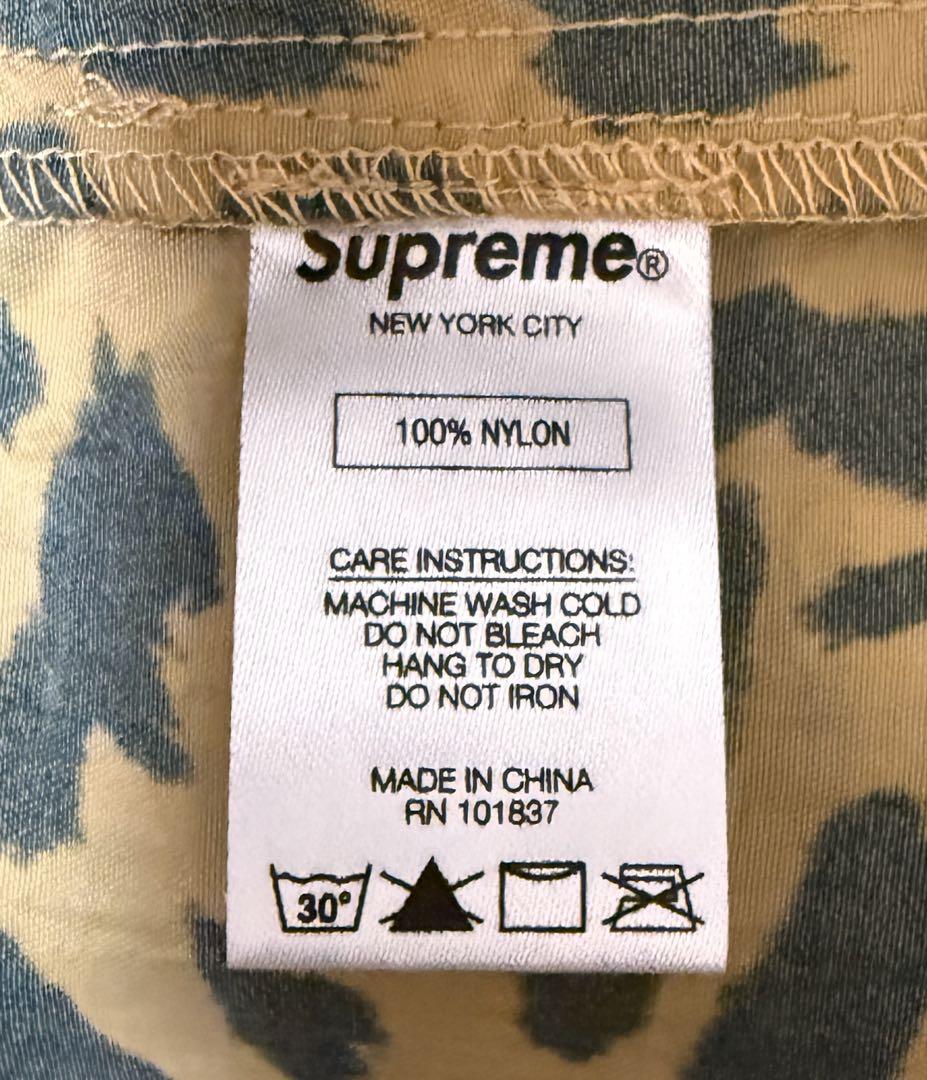 Supreme®
NEW YORK CITY
100% NYLON
CARE INSTRUCTIONS:
MACHINE WASH COLD
DO NOT BLEACH
HANG TO DRY
DO NOT IRON
MADE IN CHINA
RN 101837
30°